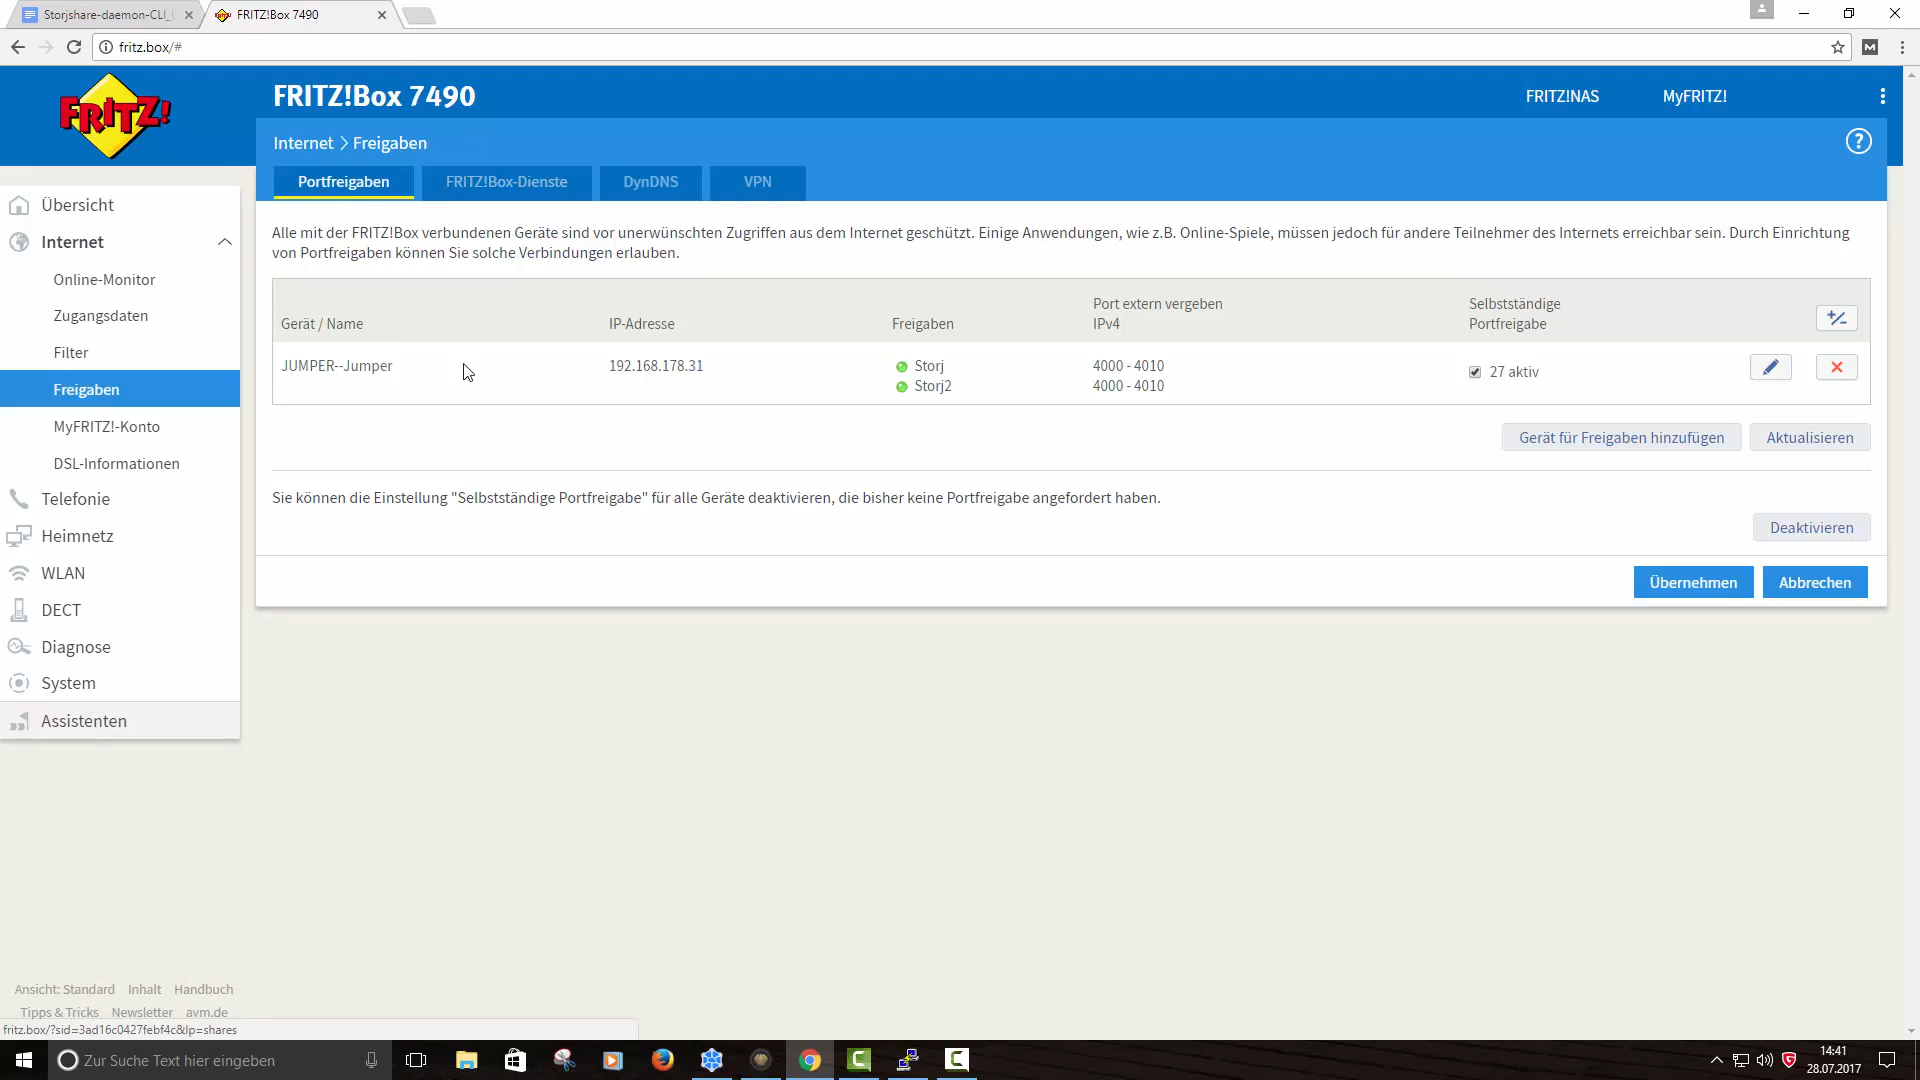 Storjshare-daemon-CLI_
FRITZ!Box 7490
fritz.box/#
FRITZ!
FRITZ!Box 7490
FRITZ!NAS
MyFRITZ!
Internet > Freigaben
Portfreigaben
FRITZ!Box-Dienste
DynDNS
VPN
Übersicht
Internet
Online-Monitor
Zugangsdaten
Filter
Freigaben
MyFRITZ!-Konto
DSL-Informationen
Telefonie
Heimnetz
WLAN
DECT
Diagnose
System
Assistenten
Alle mit der FRITZ!Box verbundenen Geräte sind vor unerwünschten Zugriffen aus dem Internet geschützt. Einige Anwendungen, wie z.B. Online-Spiele, müssen jedoch für andere Teilnehmer des Internets erreichbar sein. Durch Einrichtung
von Portfreigaben können Sie solche Verbindungen erlauben.
Gerät / Name
IP-Adresse
Freigaben
Port extern vergeben
IPv4
Selbstständige
Portfreigabe
JUMPER--Jumper
192.168.178.31
Storj
Storj2
4000 - 4010
4000 - 4010
27 aktiv
Gerät für Freigaben hinzufügen
Aktualisieren
Sie können die Einstellung "Selbstständige Portfreigabe" für alle Geräte deaktivieren, die bisher keine Portfreigabe angefordert haben.
Deaktivieren
Übernehmen
Abbrechen
Ansicht: Standard Inhalt Handbuch
Tipps & Tricks Newsletter avm.de
fritz.box/?sid=3ad16c0427febf4c&lp=shares
Zur Suche Text hier eingeben
14:41
28.07.2017